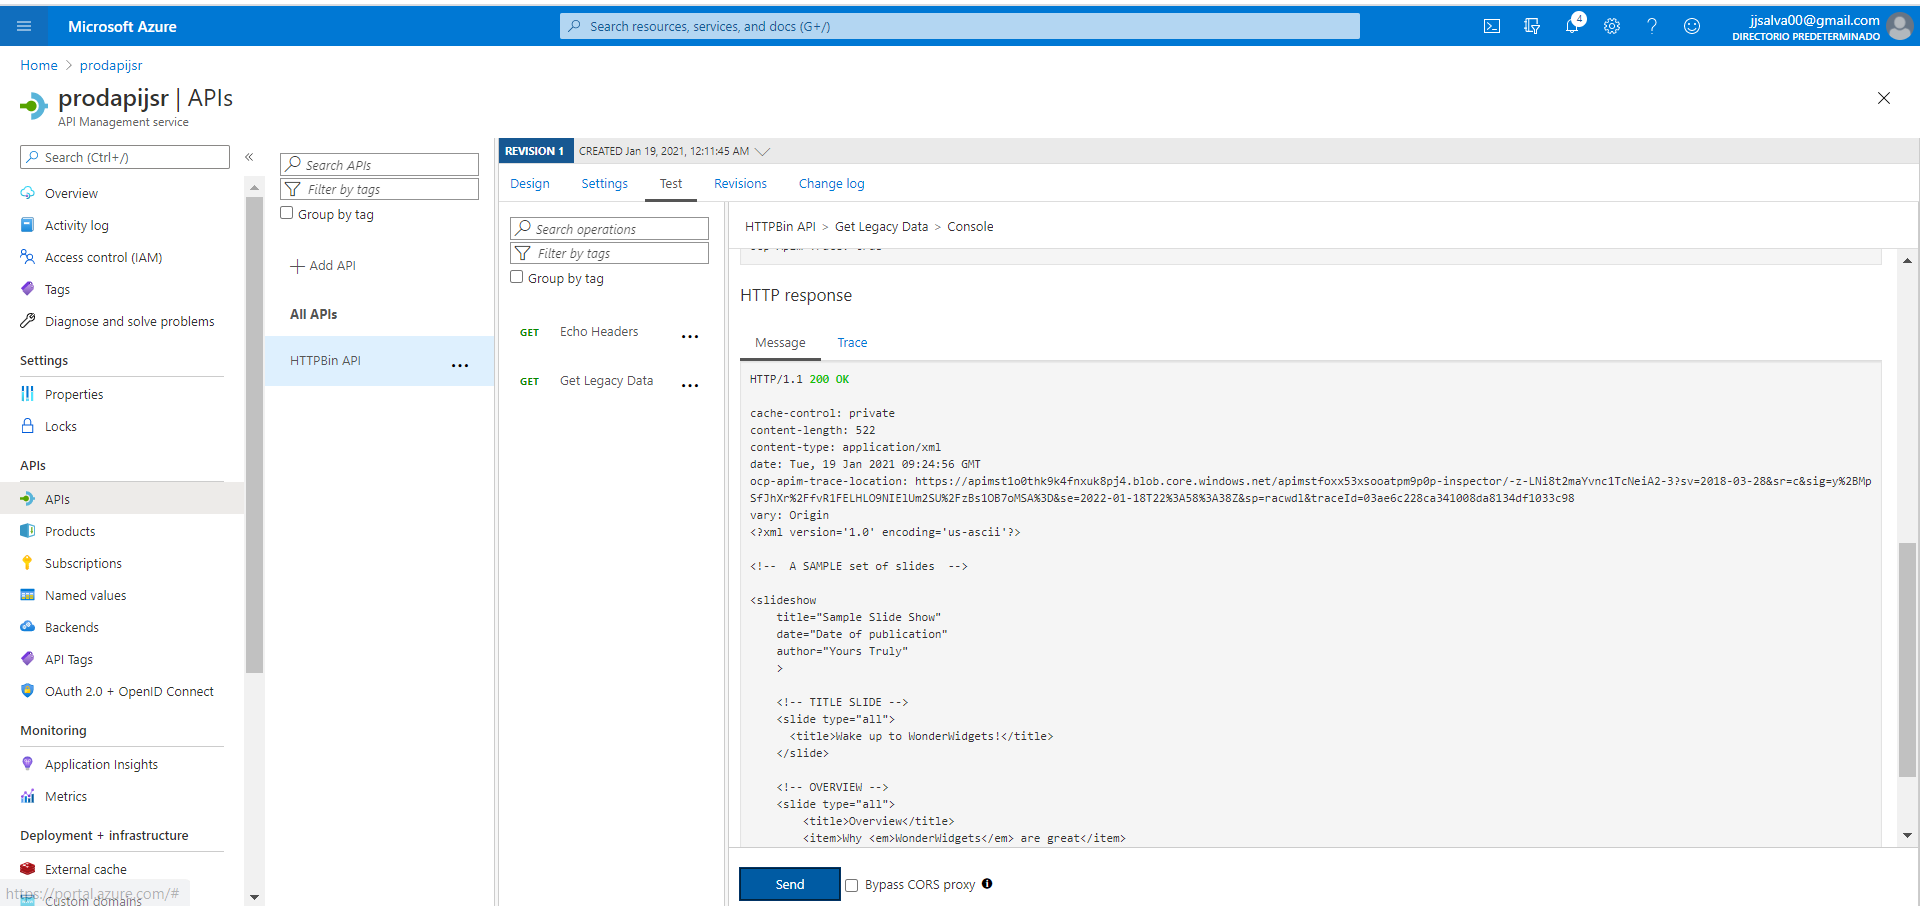 Microsoft Azure
Search resources, services, and docs (G+/)
4
jjsalva00@gmail.com
DIRECTORIO PREDETERMINADO
Home > prodapijsr
prodapijsr | APIs
API Management service
Search (Ctrl+/)
«
Overview
Activity log
Access control (IAM)
Tags
Diagnose and solve problems
Settings
Properties
Locks
APIs
APIs
Products
Subscriptions
Named values
Backends
API Tags
OAuth 2.0 + OpenID Connect
Monitoring
Application Insights
Metrics
Deployment + infrastructure
External cache
Custom domains
https://portal.azure.com/#
Search APIs
Filter by tags
Group by tag
Add API
All APIs
HTTPBin API
...
REVISION 1
CREATED Jan 19, 2021, 12:11:45 AM
Design Settings Test Revisions Change log
Search operations
Filter by tags
Group by tag
GET Echo Headers ...
GET Get Legacy Data ...
HTTPBin API > Get Legacy Data > Console
HTTP response
Message Trace
HTTP/1.1 200 OK
cache-control: private
content-length: 522
content-type: application/xml
date: Tue, 19 Jan 2021 09:24:56 GMT
ocp-apim-trace-location: https://apimst1o0thk9k4fnxuk8pj4.blob.core.windows.net/apimstfoxx53xsooatpm9p0p-inspector/-z-LNi8t2maYvnc1TcNeiA2-3?sv=2018-03-28&sr=c&sig=y%2BMp
SfJhXr%2FfvR1FELHLO9NIElUm2SU%2FzBs1OB7oMSA%3D&se=2022-01-18T22%3A58%3A38Z&sp=racwdl&traceId=03ae6c228ca341008da8134df1033c98
vary: Origin
<?xml version='1.0' encoding='us-ascii'?>
<!--  A SAMPLE set of slides  -->
<slideshow
title="Sample Slide Show"
date="Date of publication"
author="Yours Truly"
>
<!-- TITLE SLIDE -->
<slide type="all">
<title>Wake up to WonderWidgets!</title>
</slide>
<!-- OVERVIEW -->
<slide type="all">
<title>Overview</title>
<item>Why <em>WonderWidgets</em> are great</item>
Send
Bypass CORS proxy